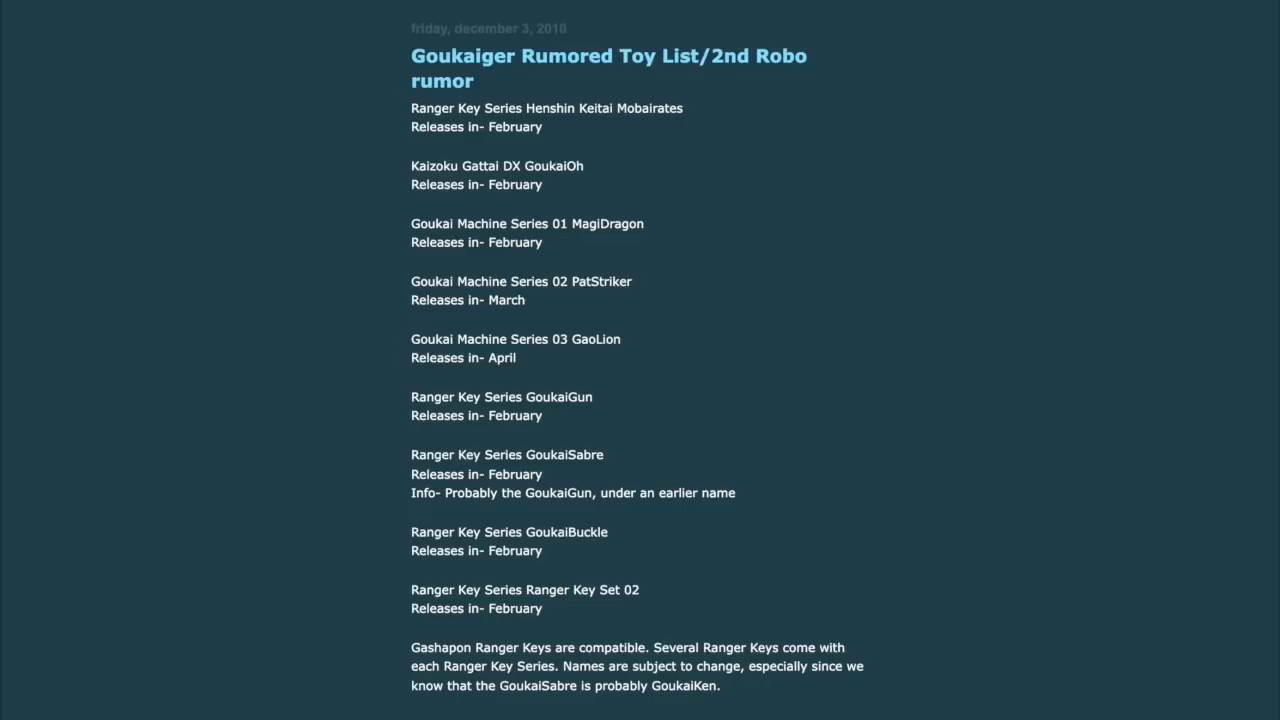 friday, december 3, 2010
Goukaiger Rumored Toy List/2nd Robo
rumor
Ranger Key Series Henshin Keitai Mobairates
Releases in- February
Kaizoku Gattai DX GoukaiOh
Releases in- February
Goukai Machine Series 01 MagiDragon
Releases in- February
Goukai Machine Series 02 PatStriker
Releases in- March
Goukai Machine Series 03 GaoLion
Releases in- April
Ranger Key Series GoukaiGun
Releases in- February
Ranger Key Series GoukaiSabre
Releases in- February
Info- Probably the GoukaiGun, under an earlier name
Ranger Key Series GoukaiBuckle
Releases in- February
Ranger Key Series Ranger Key Set 02
Releases in- February
Gashapon Ranger Keys are compatible. Several Ranger Keys come with
each Ranger Key Series. Names are subject to change, especially since we
know that the GoukaiSabre is probably GoukaiKen.